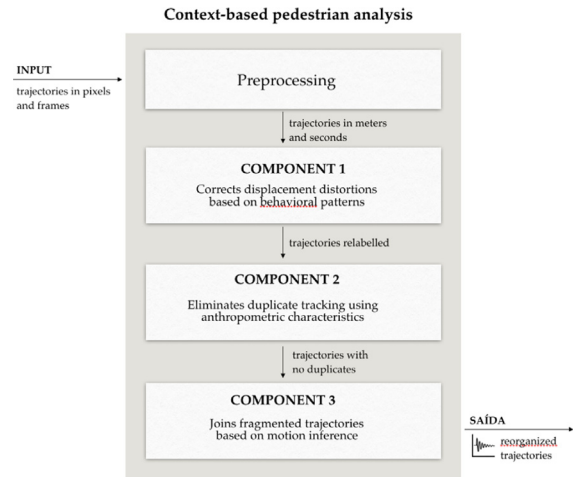 Context-based pedestrian analysis
INPUT
trajectories in pixels
and frames
Preprocessing
trajectories in meters
and seconds
COMPONENT 1
Corrects displacement distortions
based on behavioral patterns
trajectories relabelled
COMPONENT 2
Eliminates duplicate tracking using
anthropometric characteristics
trajectories with
no duplicates
COMPONENT 3
Joins fragmented trajectories
based on motion inference
SAÍDA
reorganized
trajectories